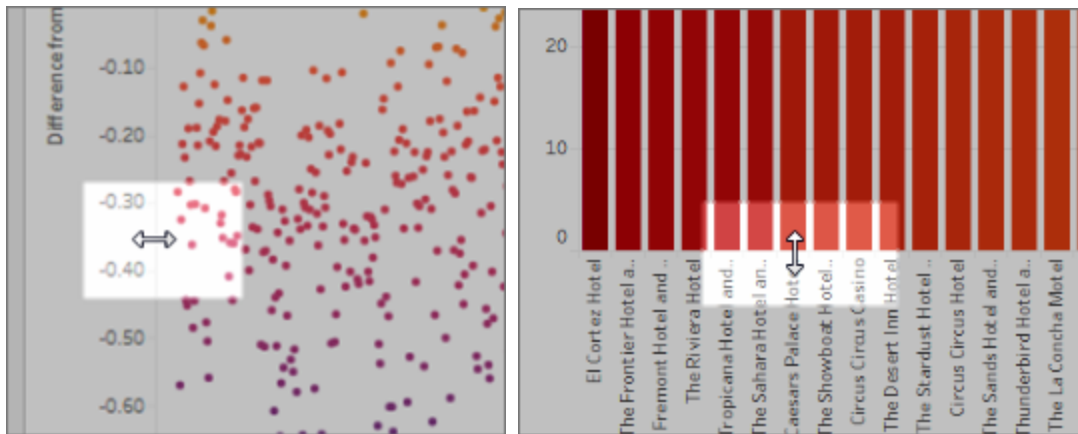 Difference from
-0.10
-0.20
-0.30
-0.40
-0.50
-0.60
20
10
0
El Cortez Hotel
The Frontier Hotel a..
Fremont Hotel and ..
The Riviera Hotel
Tropicana Hotel and..
The Sahara Hotel an..
Caesars Palace Hotel
The Showboat Hotel..
Circus Circus Casino
The Desert Inn Hotel
The Stardust Hotel ..
Circus Circus Hotel
The Sands Hotel and..
Thunderbird Hotel a..
The La Concha Motel